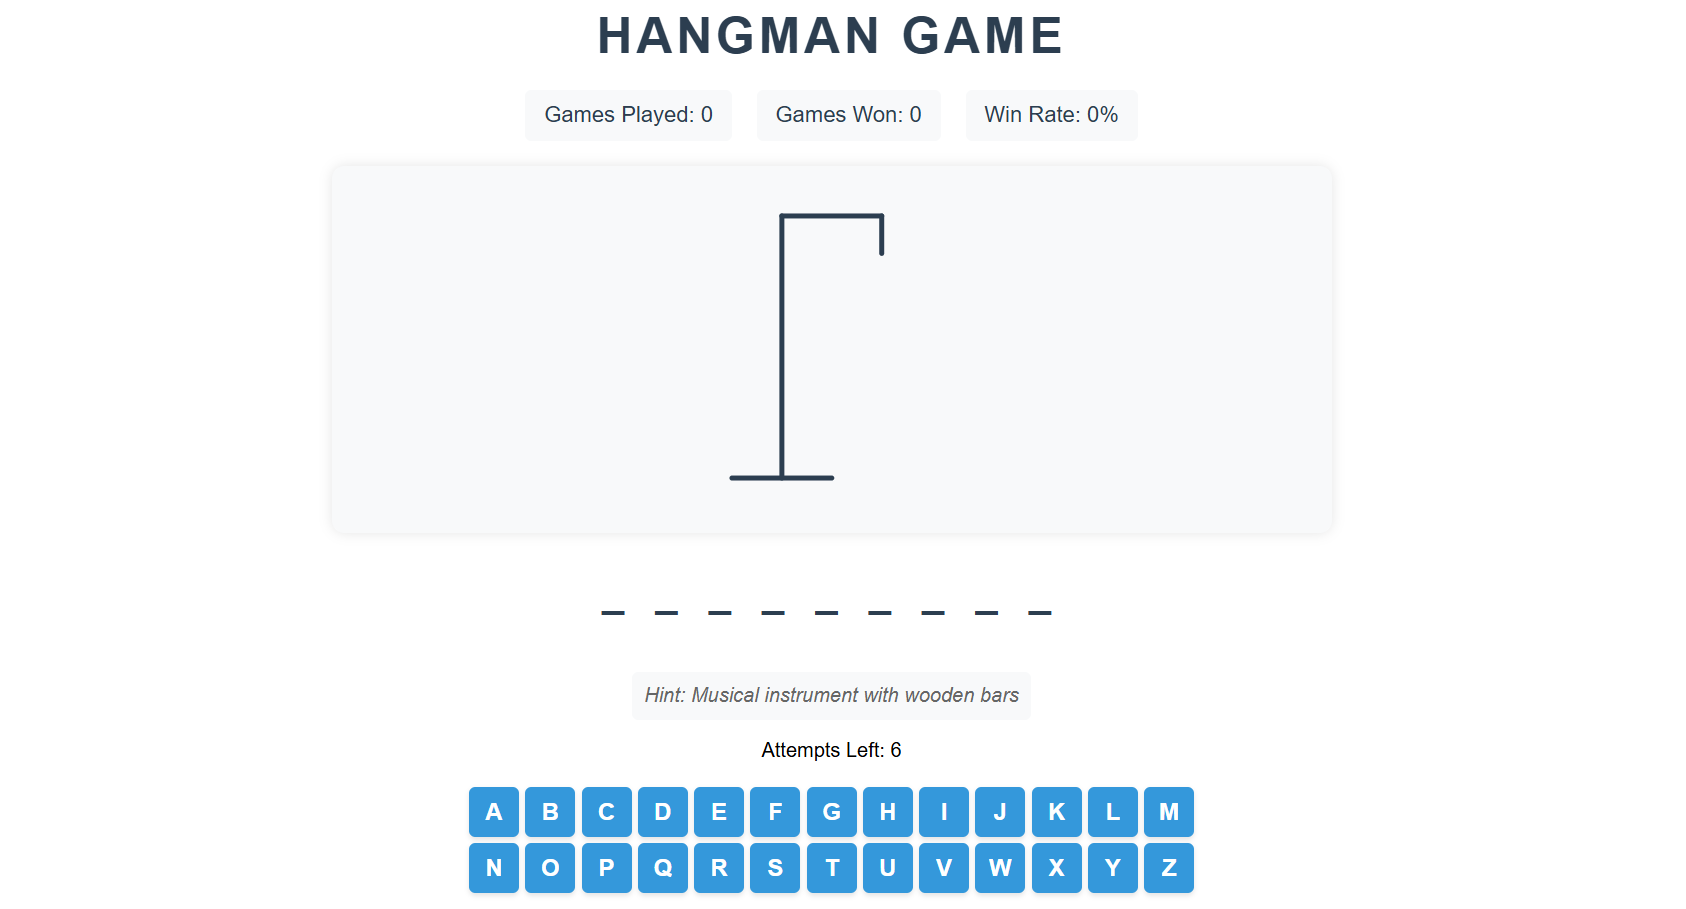 HANGMAN GAME
Games Played: 0 Games Won: 0 Win Rate: 0%
_ _ _ _ _ _ _ _ _
Hint: Musical instrument with wooden bars
Attempts Left: 6
A B C D E F G H I J K L M
N O P Q R S T U V W X Y Z